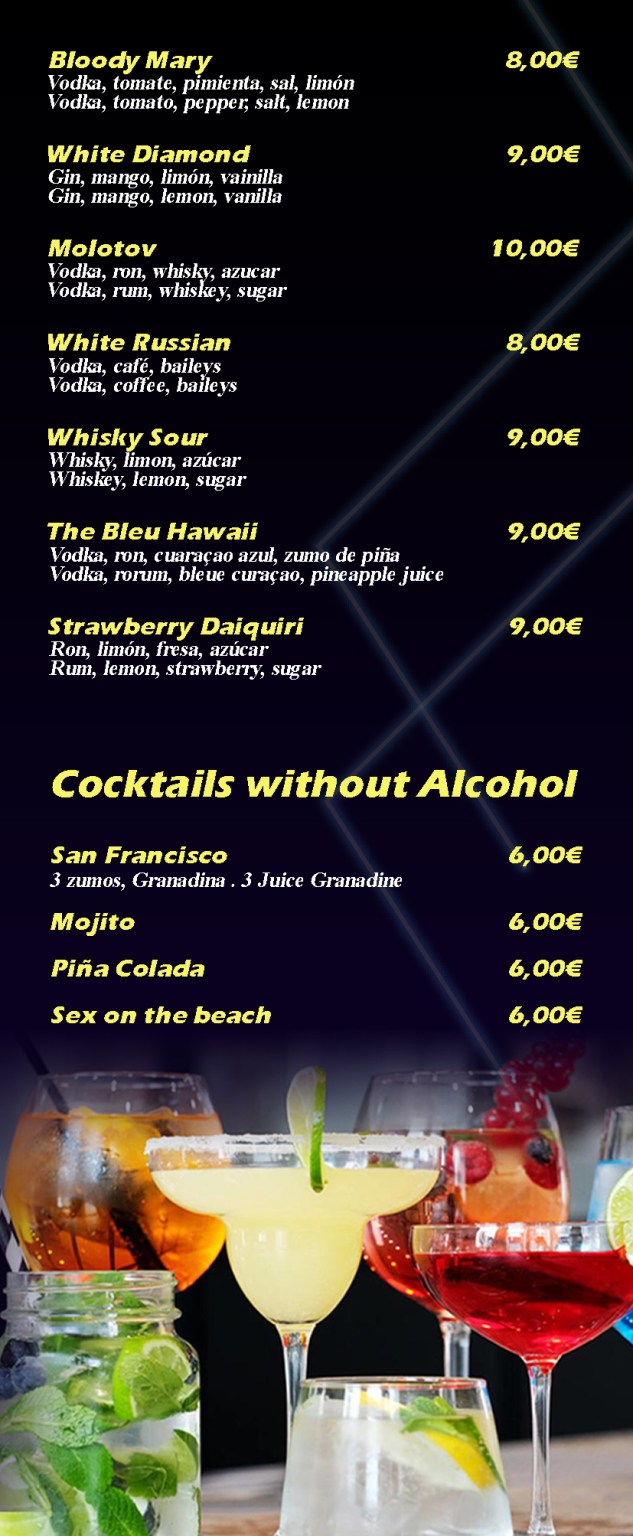 Bloody Mary 8,00€
Vodka, tomate, pimienta, sal, limón
Vodka, tomato, pepper, salt, lemon
White Diamond 9,00€
Gin, mango, limón, vainilla
Gin, mango, lemon, vanilla
Molotov 10,00€
Vodka, ron, whisky, azucar
Vodka, rum, whiskey, sugar
White Russian 8,00€
Vodka, café, baileys
Vodka, coffee, baileys
Whisky Sour 9,00€
Whisky, limon, azúcar
Whiskey, lemon, sugar
The Bleu Hawaii 9,00€
Vodka, ron, cuaraçao azul, zumo de piña
Vodka, rorum, bleue curaçao, pineapple juice
Strawberry Daiquiri 9,00€
Ron, limón, fresa, azúcar
Rum, lemon, strawberry, sugar
Cocktails without Alcohol
San Francisco 6,00€
3 zumos, Granadina . 3 Juice Granadine
Mojito 6,00€
Piña Colada 6,00€
Sex on the beach 6,00€